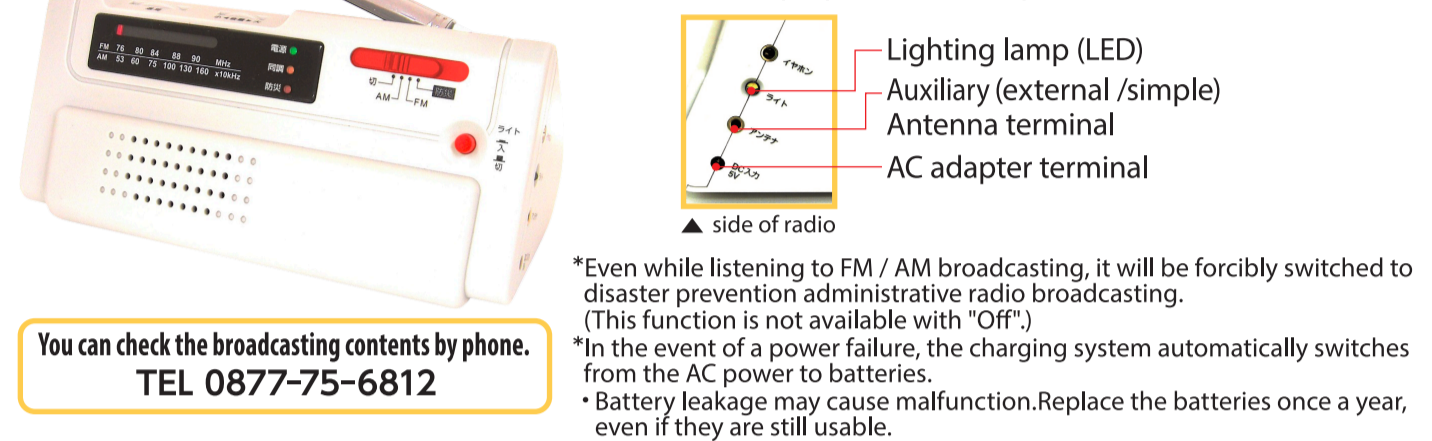 FM 76 80 84 88 90 MHz
AM 53 60 75 100 130 160 x10kHz
電源
同調
防災
切
AM
FM
防災
ライト
入
切
You can check the broadcasting contents by phone.
TEL 0877-75-6812
イヤホン
ライト
アンテナ
DC入力
5V
Lighting lamp (LED)
Auxiliary (external /simple)
Antenna terminal
AC adapter terminal
▲ side of radio
*Even while listening to FM / AM broadcasting, it will be forcibly switched to
disaster prevention administrative radio broadcasting.
(This function is not available with "Off".)
*In the event of a power failure, the charging system automatically switches
from the AC power to batteries.
・Battery leakage may cause malfunction.Replace the batteries once a year,
even if they are still usable.